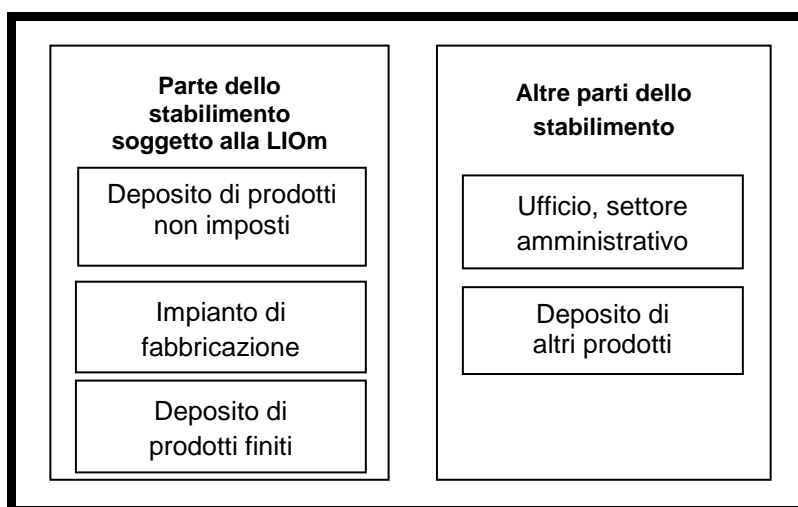 Parte dello
stabilimento
soggetto alla LIOm
Deposito di prodotti
non imposti
Impianto di
fabbricazione
Deposito di
prodotti finiti
Altre parti dello
stabilimento
Ufficio, settore
amministrativo
Deposito di
altri prodotti